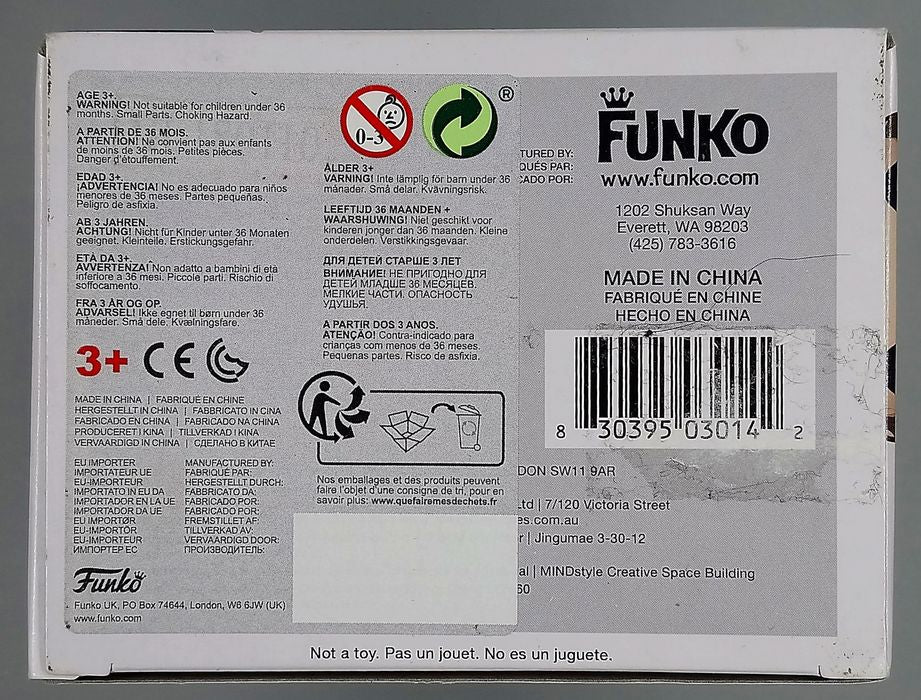 AGE 3+.
WARNING! Not suitable for children under 36
months. Small Parts. Choking Hazard.
A PARTIR DE 36 MOIS.
ATTENTION! Ne convient pas aux enfants
de moins de 36 mois. Petites pièces.
Danger d'étouffement.
EDAD 3+.
¡ADVERTENCIA! No es adecuado para niños
menores de 36 meses. Partes pequeñas.
Peligro de asfixia.
AB 3 JAHREN.
ACHTUNG! Nicht für Kinder unter 36 Monaten
geeignet. Kleinteile. Erstickungsgefahr.
ETÀ DA 3+.
AVVERTENZA! Non adatto a bambini di età
inferiore a 36 mesi. Piccole parti. Rischio di
soffocamento.
FRA 3 ÅR OG OP.
ADVARSEL! Ikke egnet til børn under 36
måneder. Små dele. Kvælningsfare.
3+ CE
MADE IN CHINA | FABRIQUÉ EN CHINE
HERGESTELLT IN CHINA | FABBRICATO IN CINA
FABRICADO EN CHINA | FABRICADO NA CHINA
PRODUCERET I KINA | TILLVERKAD I KINA
VERVAARDIGD IN CHINA | СДЕЛАНО В КИТАЕ
EU IMPORTER
IMPORTATEUR UE
EU-IMPORTEUR
IMPORTATO IN EU DA
IMPORTADOR EN LA UE
IMPORTADOR DA UE
EU IMPORTØR
EU-IMPORTÖR
EU-IMPORTEUR
ИМПОРТЕР ЕС
MANUFACTURED BY:
FABRIQUÉ PAR:
HERGESTELLT DURCH:
FABBRICATO DA:
FABRICADO POR:
FABRICADO POR:
FREMSTILLET AF:
TILLVERKAD AV:
VERVAARDIGD DOOR:
ПРОИЗВОДИТЕЛЬ:
Funko
Funko UK, PO Box 74644, London, W6 6JW (UK)
www.funko.com
0-3
®
ÅLDER 3+
VARNING! Inte lämplig för barn under 36
månader. Små delar. Kvävningsrisk.
LEEFTIJD 36 MAANDEN +
WAARSHUWING! Niet geschikt voor
kinderen jonger dan 36 maanden. Kleine
onderdelen. Verstikkingsgevaar.
ДЛЯ ДЕТЕЙ СТАРШЕ 3 ЛЕТ
ВНИМАНИЕ! НЕ ПРИГОДНО ДЛЯ
ДЕТЕЙ МЛАДШЕ 36 МЕСЯЦЕВ.
МЕЛКИЕ ЧАСТИ. ОПАСНОСТЬ
УДУШЬЯ.
A PARTIR DOS 3 ANOS.
ATENÇÃO! Contra-indicado para
crianças com menos de 36 meses.
Pequenas partes. Risco de asfixia.
Nos emballages et des produits peuvent
faire l'objet d'une consigne de tri, pour en
savoir plus: www.quefairemesdechets.fr
TURED BY:
QUÉS PAR:
CADO POR:
FUNKO
www.funko.com
1202 Shuksan Way
Everett, WA 98203
(425) 783-3616
MADE IN CHINA
FABRIQUÉ EN CHINE
HECHO EN CHINA
8 30395 03014 2
DON SW11 9AR
Ltd | 7/120 Victoria Street
es.com.au
r | Jingumae 3-30-12
al | MINDstyle Creative Space Building
60
Not a toy. Pas un jouet. No es un juguete.